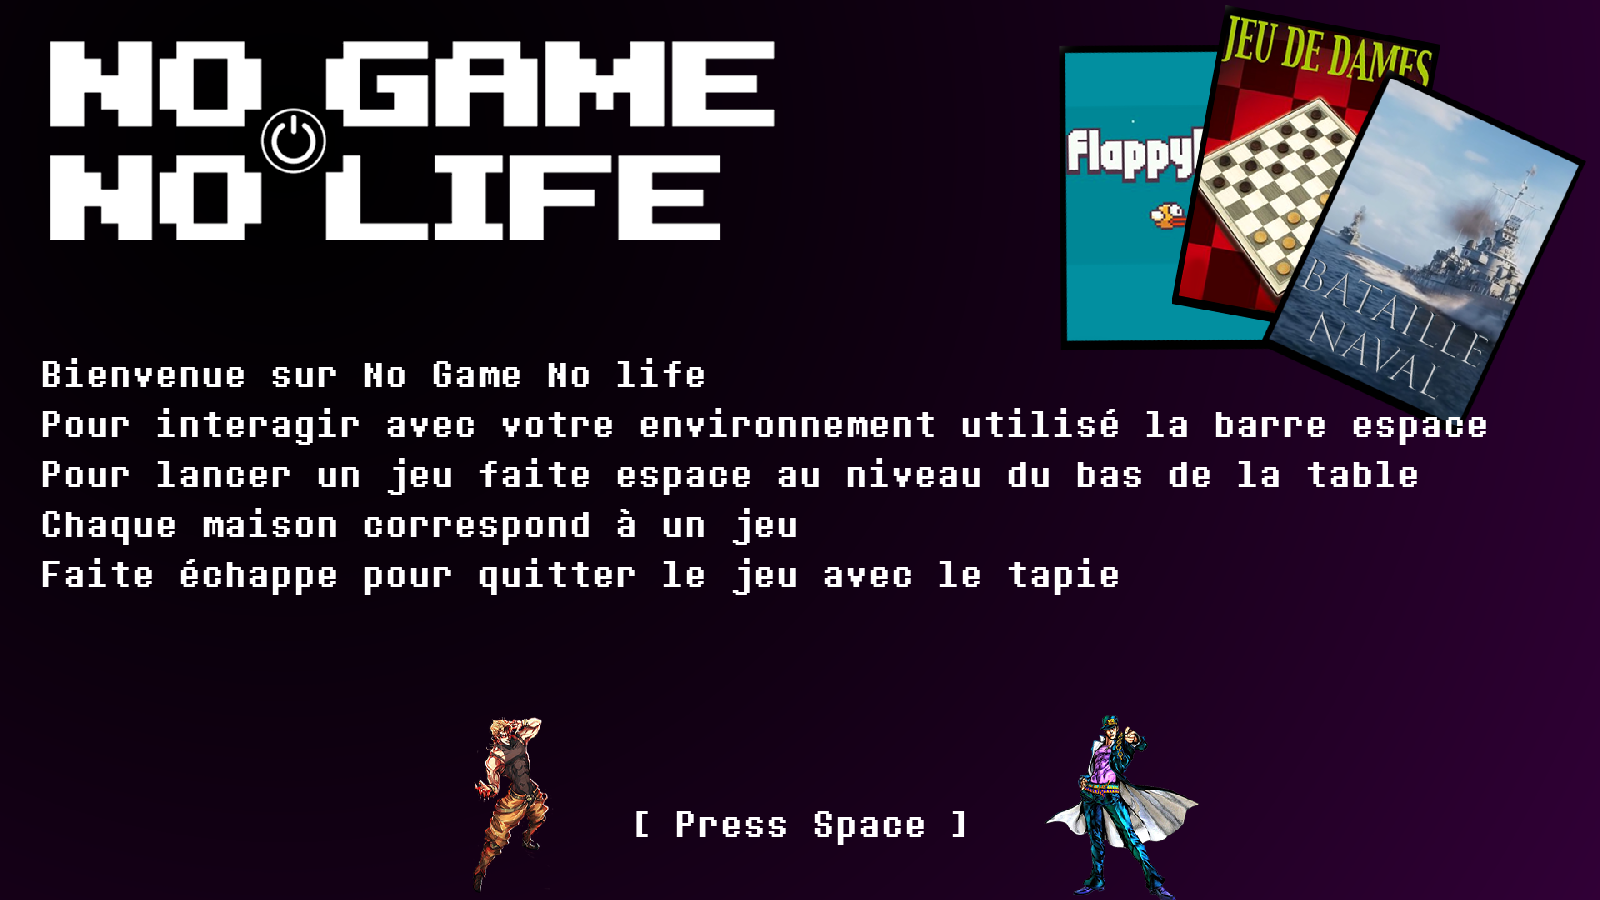 NO GAME
NO LIFE
flappy
JEU DE DAMES
BATAILLE
NAVAL
Bienvenue sur No Game No life
Pour interagir avec votre environnement utilisé la barre espace
Pour lancer un jeu faite espace au niveau du bas de la table
Chaque maison correspond à un jeu
Faite échappe pour quitter le jeu avec le tapie
[ Press Space ]